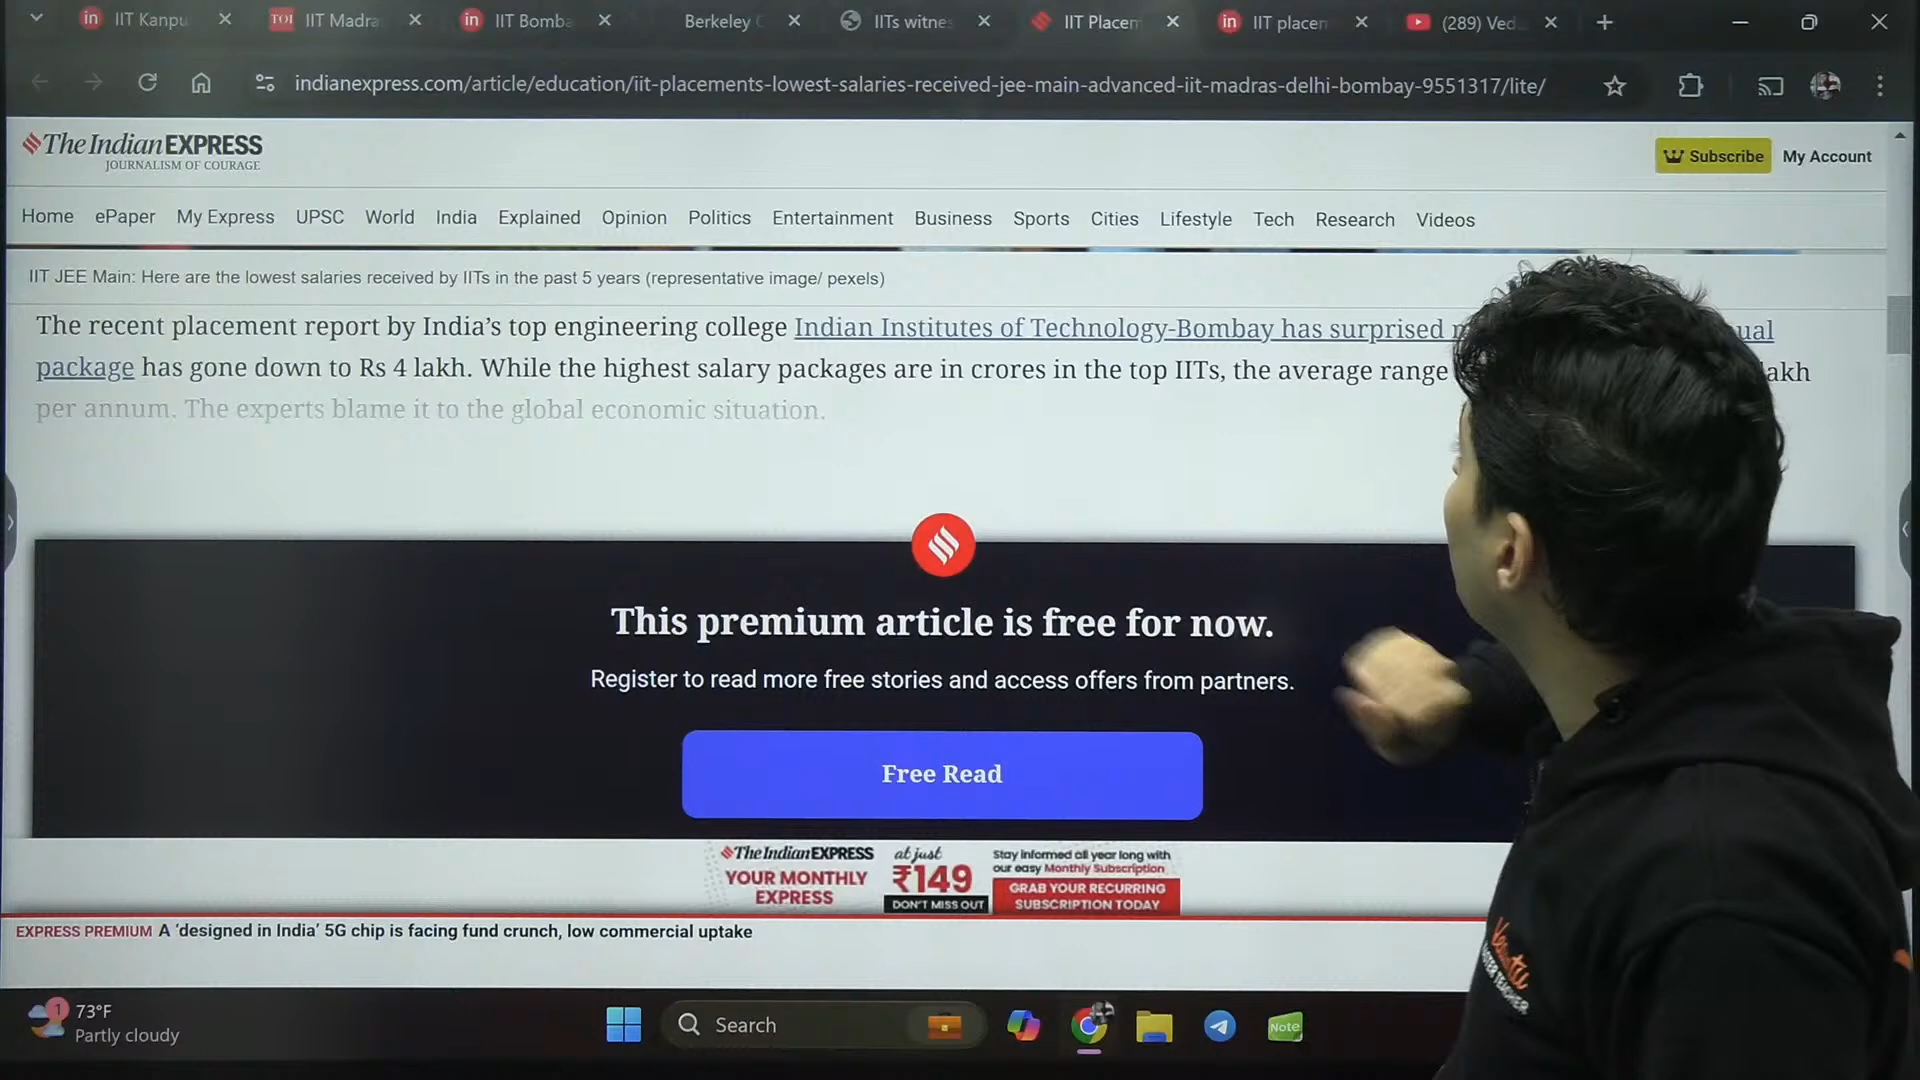 IIT Kanpu
TOI IIT Madra
IIT Bomba
Berkeley
IITs witne
IIT Placem
IIT placem
(289) Ved
indianexpress.com/article/education/iit-placements-lowest-salaries-received-jee-main-advanced-iit-madras-delhi-bombay-9551317/lite/
The Indian EXPRESS
JOURNALISM OF COURAGE
Subscribe My Account
Home ePaper My Express UPSC World India Explained Opinion Politics Entertainment Business Sports Cities Lifestyle Tech Research Videos
IIT JEE Main: Here are the lowest salaries received by IITs in the past 5 years (representative image/ pexels)
The recent placement report by India’s top engineering college Indian Institutes of Technology-Bombay has surprised
package has gone down to Rs 4 lakh. While the highest salary packages are in crores in the top IITs, the average range lakh
per annum. The experts blame it to the global economic situation.
This premium article is free for now.
Register to read more free stories and access offers from partners.
Free Read
The Indian EXPRESS
YOUR MONTHLY
EXPRESS
at just
₹149
DON'T MISS OUT
Stay informed all year long with
our easy Monthly Subscription
GRAB YOUR RECURRING
SUBSCRIPTION TODAY
EXPRESS PREMIUM A ‘designed in India’ 5G chip is facing fund crunch, low commercial uptake
1
73°F
Partly cloudy
Search
Note
Vedantu
MASTER TEACHER